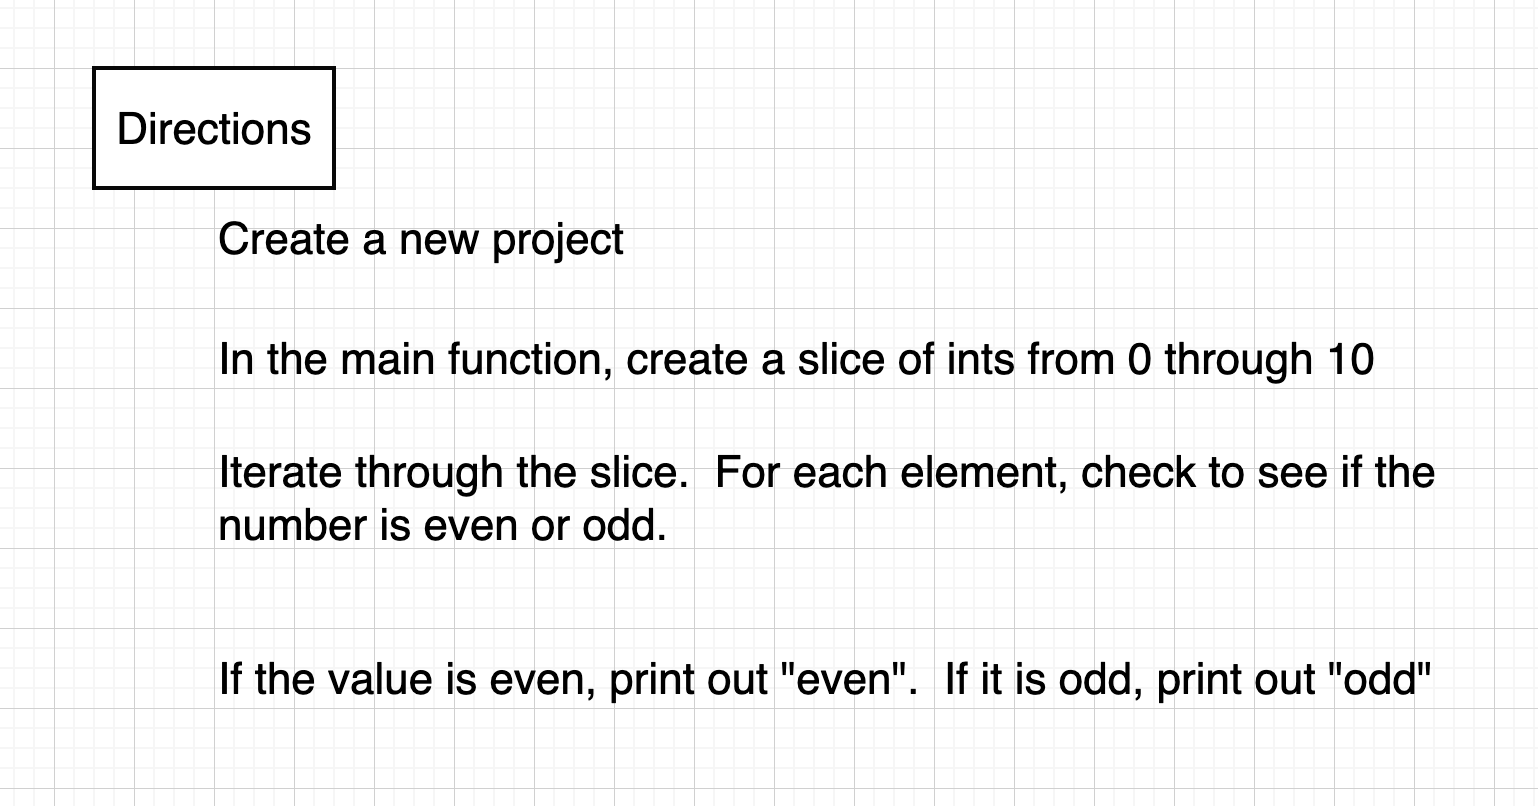 Directions
Create a new project
In the main function, create a slice of ints from 0 through 10
Iterate through the slice.  For each element, check to see if the
number is even or odd.
If the value is even, print out "even".  If it is odd, print out "odd"